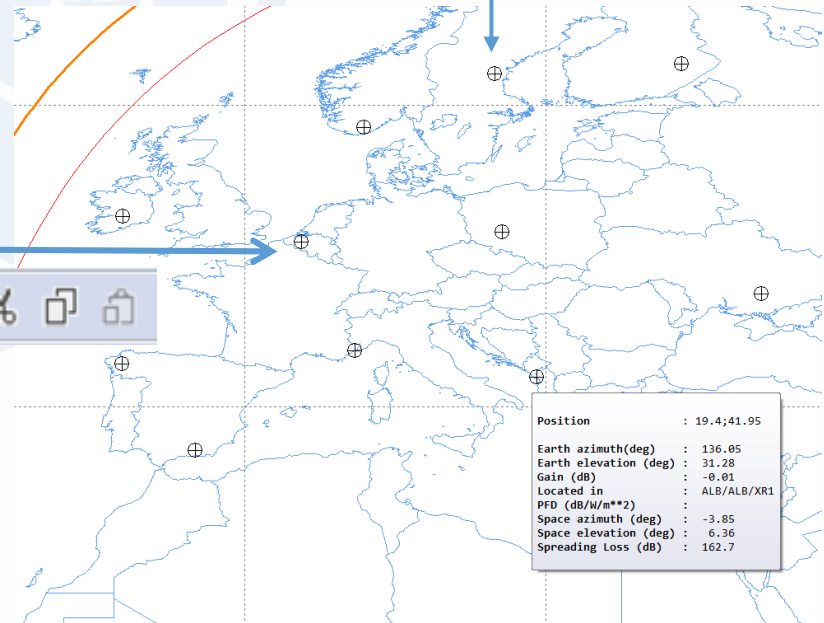 Position : 19.4;41.95
Earth azimuth(deg) : 136.05
Earth elevation (deg) : 31.28
Gain (dB) : -0.01
Located in : ALB/ALB/XR1
PFD (dB/W/m**2) :
Space azimuth (deg) : -3.85
Space elevation (deg) : 6.36
Spreading Loss (dB) : 162.7